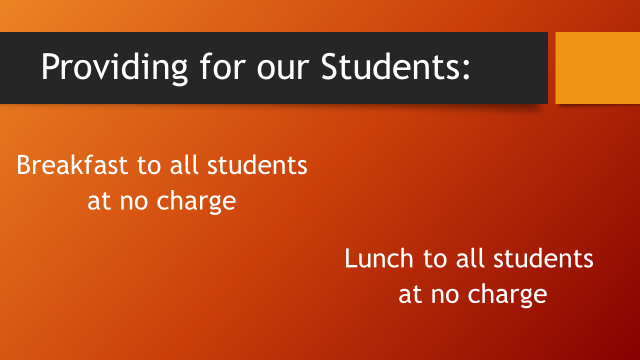 Providing for our Students:
Breakfast to all students
at no charge
Lunch to all students
at no charge